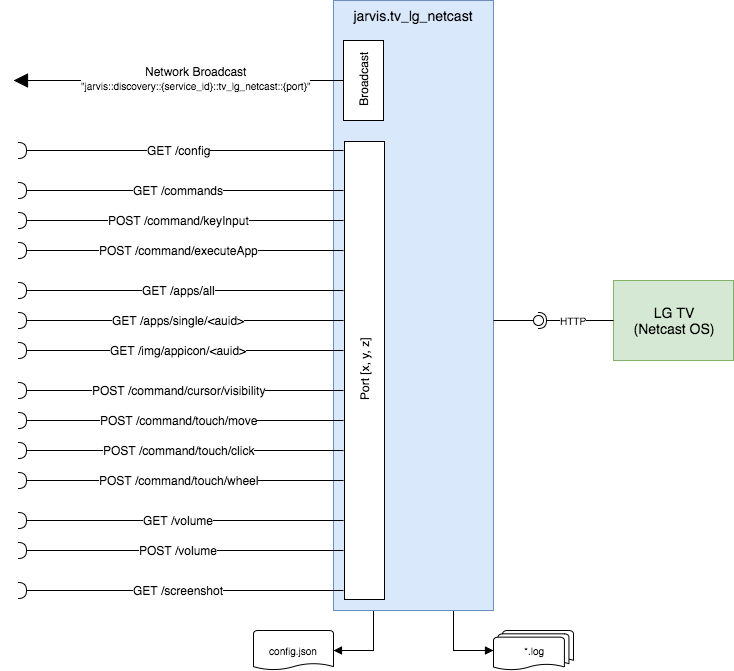 jarvis.tv_lg_netcast
Broadcast
Network Broadcast
"jarvis::discovery::{service_id}::tv_lg_netcast::{port}"
GET /config
GET /commands
POST /command/keyInput
POST /command/executeApp
GET /apps/all
GET /apps/single/<auid>
GET /img/appicon/<auid>
POST /command/cursor/visibility
POST /command/touch/move
POST /command/touch/click
POST /command/touch/wheel
GET /volume
POST /volume
GET /screenshot
Port [x, y, z]
HTTP
LG TV
(Netcast OS)
config.json
*.log